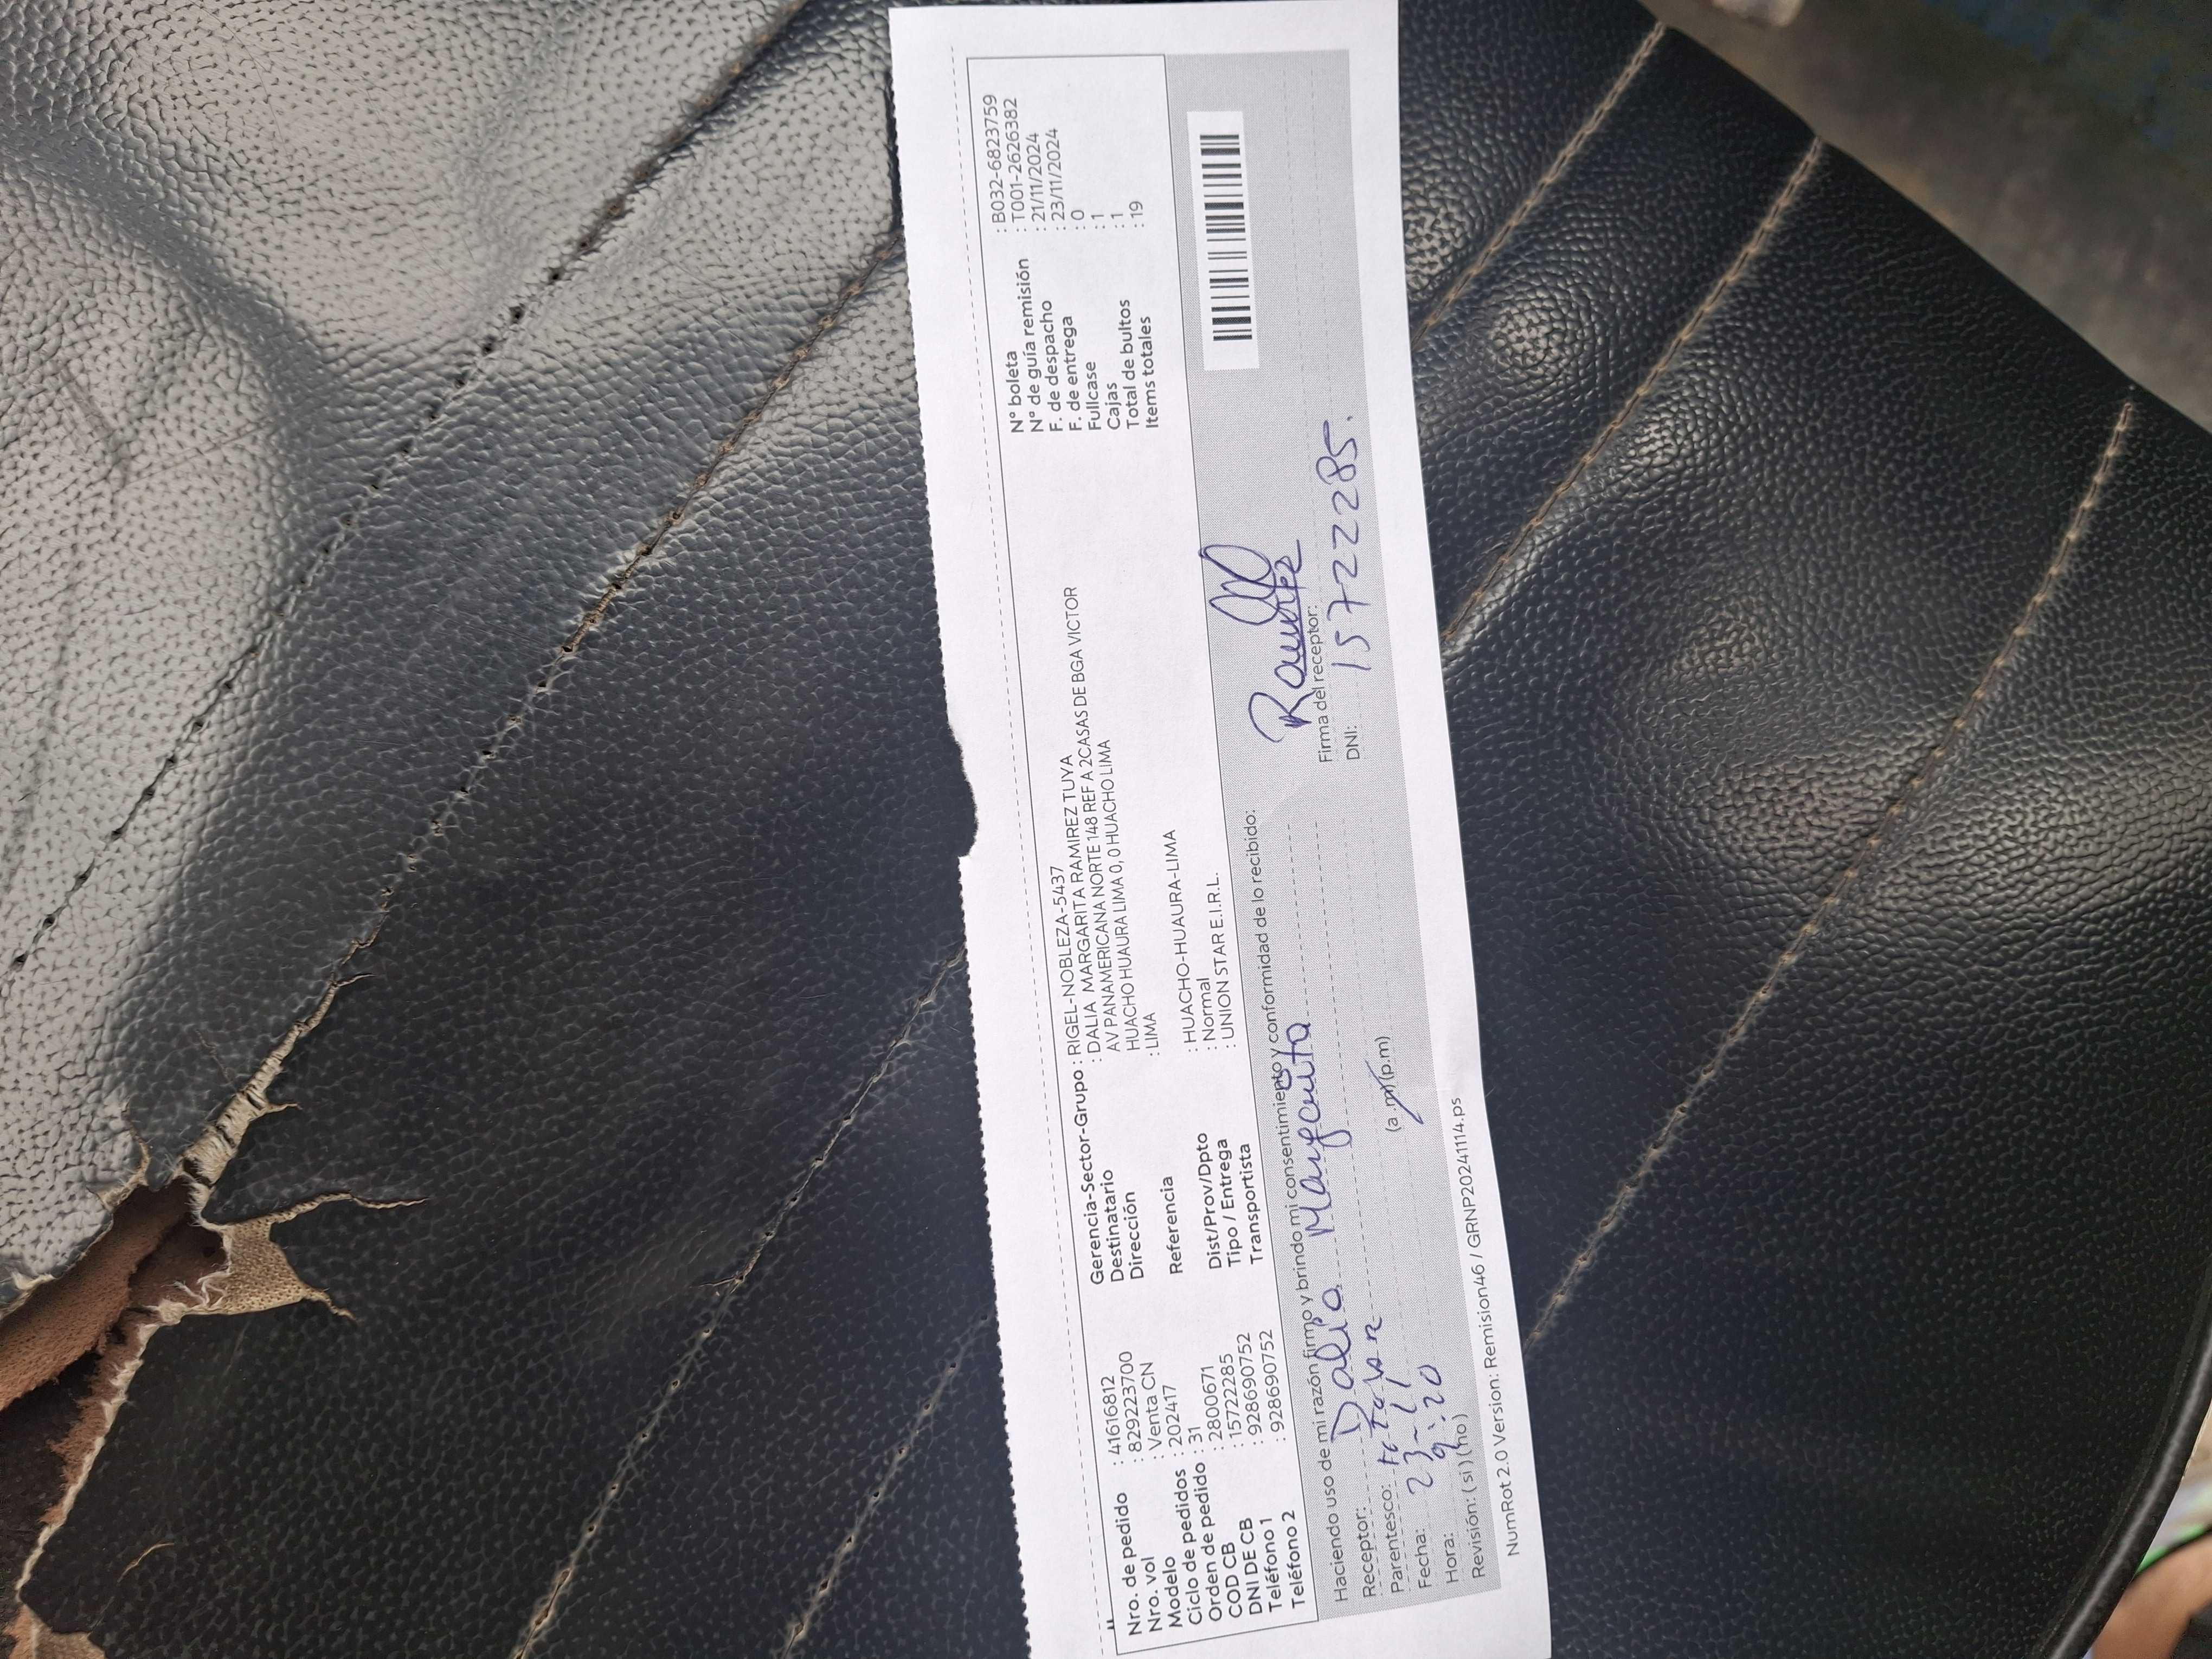 Nro. de pedido : 41616812
Nro. vol : 829223700
Modelo : Venta CN
Ciclo de pedidos : 202417
Orden de pedido : 31
COD CB : 2800671
DNI DE CB : 15722285
Teléfono 1 : 928690752
Teléfono 2 : 928690752
Gerencia-Sector-Grupo : RIGEL-NOBLEZA-5437
Destinatario : DALIA MARGARITA RAMIREZ TUYA
Dirección AV PANAMERICANA NORTE 148 REF A 2CASAS DE BGA VICTOR
HUACHO HUAURA LIMA 0, 0 HUACHO LIMA
Referencia : LIMA
Dist/Prov/Dpto : HUACHO-HUAURA-LIMA
Tipo / Entrega : Normal
Transportista : UNION STAR E.I.R.L.
N° boleta : B032-6823759
N° de guía remisión : T001-2626382
F. de despacho : 21/11/2024
F. de entrega : 23/11/2024
Fullcase : 0
Cajas : 1
Total de bultos : 1
Items totales : 19
Haciendo uso de mi razón firmo y brindo mi consentimiento y conformidad de lo recibido:
Receptor: Dalia Margarita
Parentesco:
Fecha: 23-11
Hora: 9:20 (a.m) (p.m)
Revisión: ( si ) ( no )
Ramirez
Firma del receptor:
DNI: 15722285.
NumRot 2.0 Version: Remision46 / GRNP20241114.ps